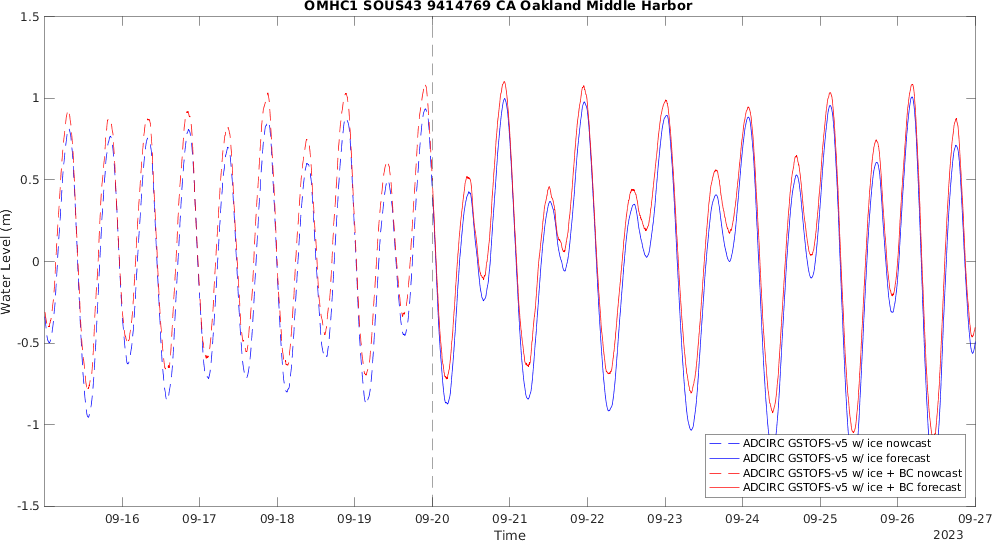 OMHC1 SOUS43 9414769 CA Oakland Middle Harbor
1.5
1
0.5
0
-0.5
-1
-1.5
Water Level (m)
09-16 09-17 09-18 09-19 09-20 09-21 09-22 09-23 09-24 09-25 09-26 09-27
Time
2023
ADCIRC GSTOFS-v5 w/ ice nowcast
ADCIRC GSTOFS-v5 w/ ice forecast
ADCIRC GSTOFS-v5 w/ ice + BC nowcast
ADCIRC GSTOFS-v5 w/ ice + BC forecast